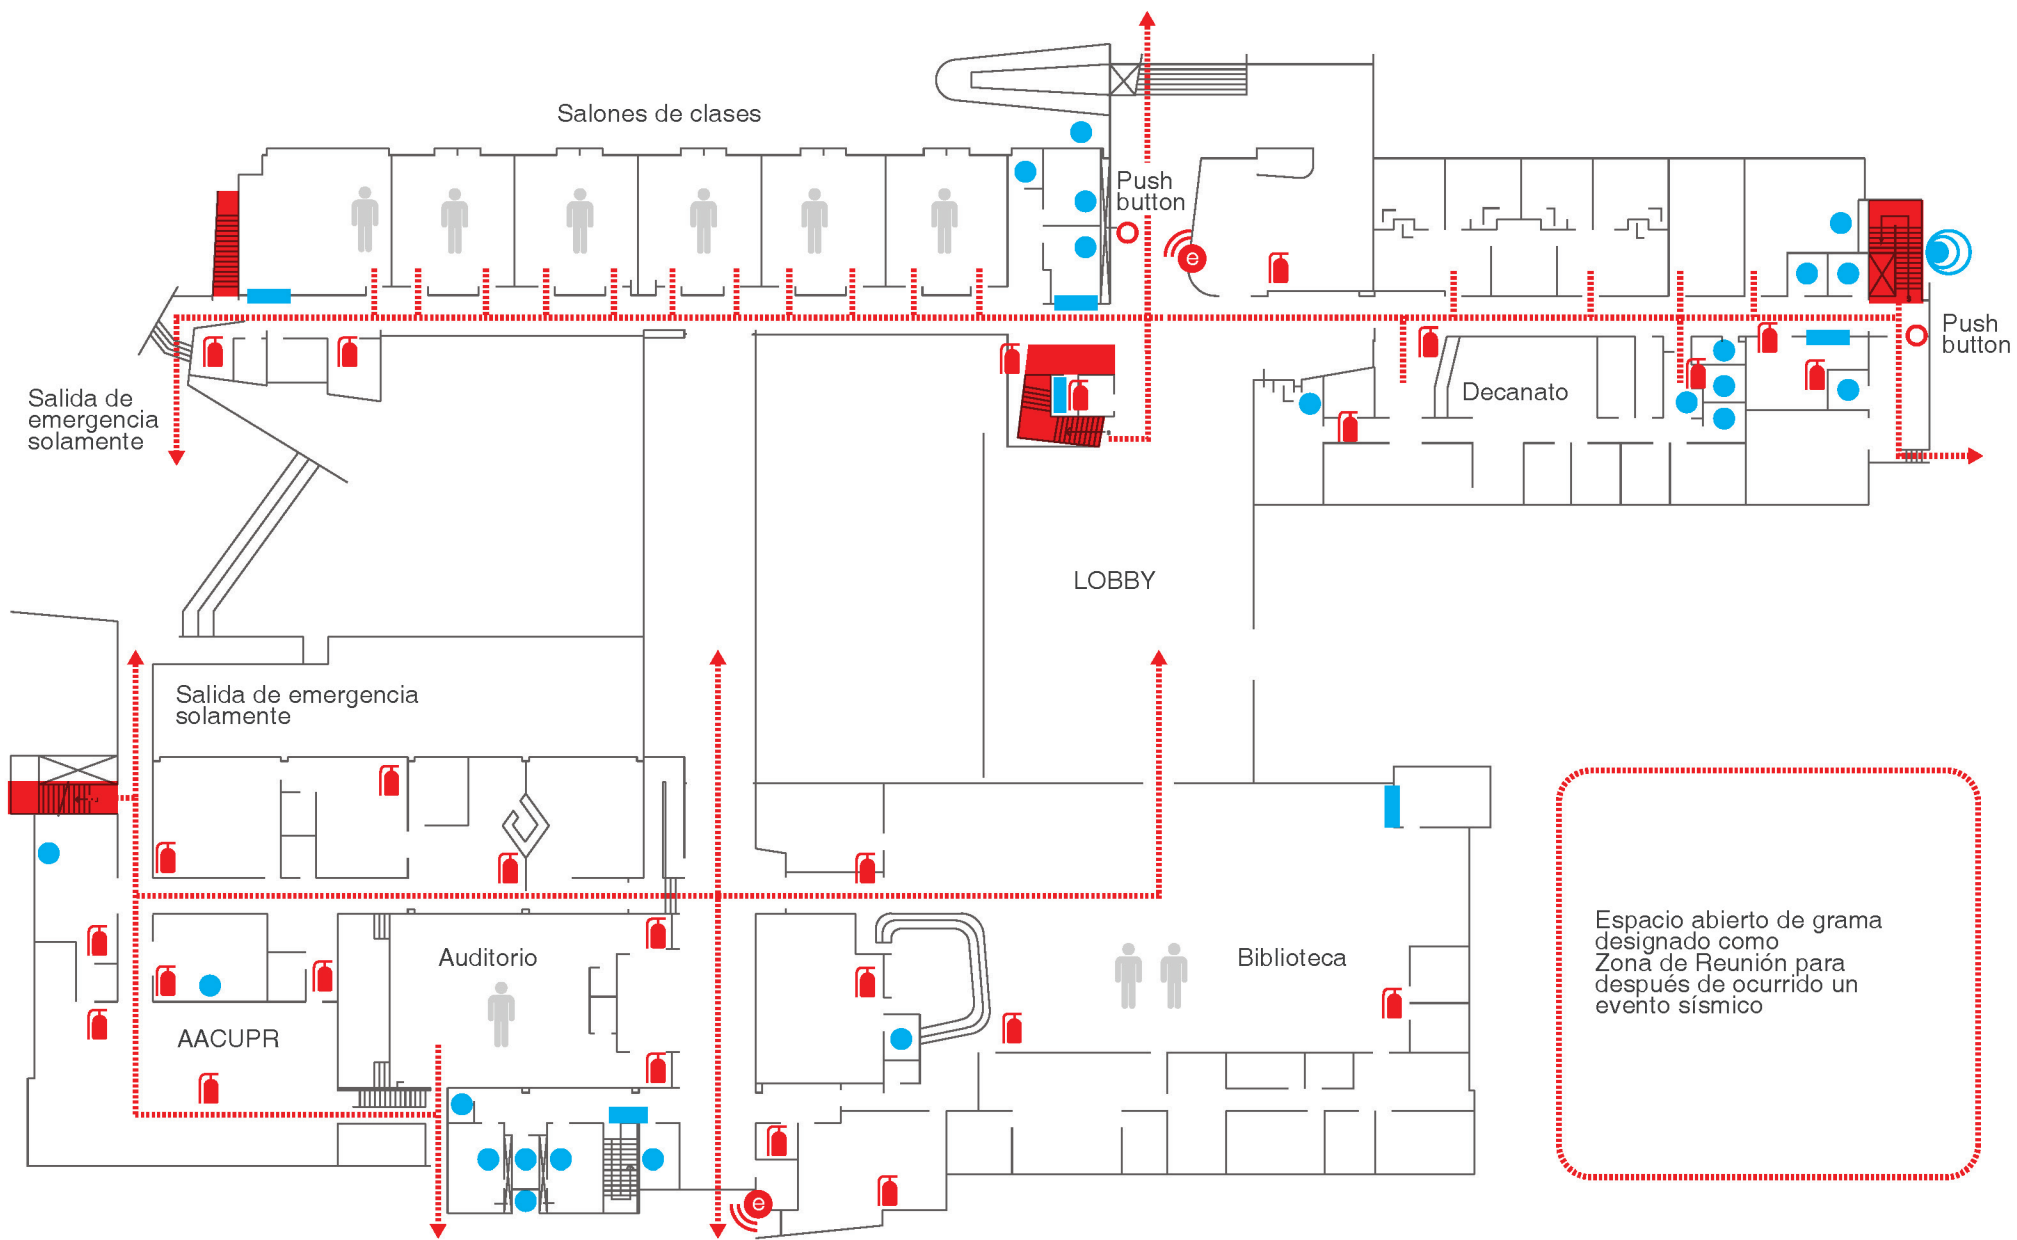 Salones de clases
Push
button
e
Push
button
Salida de
emergencia
solamente
Decanato
LOBBY
Salida de emergencia
solamente
Espacio abierto de grama
designado como
Zona de Reunión para
después de ocurrido un
evento sísmico
Auditorio
Biblioteca
AACUPR
e